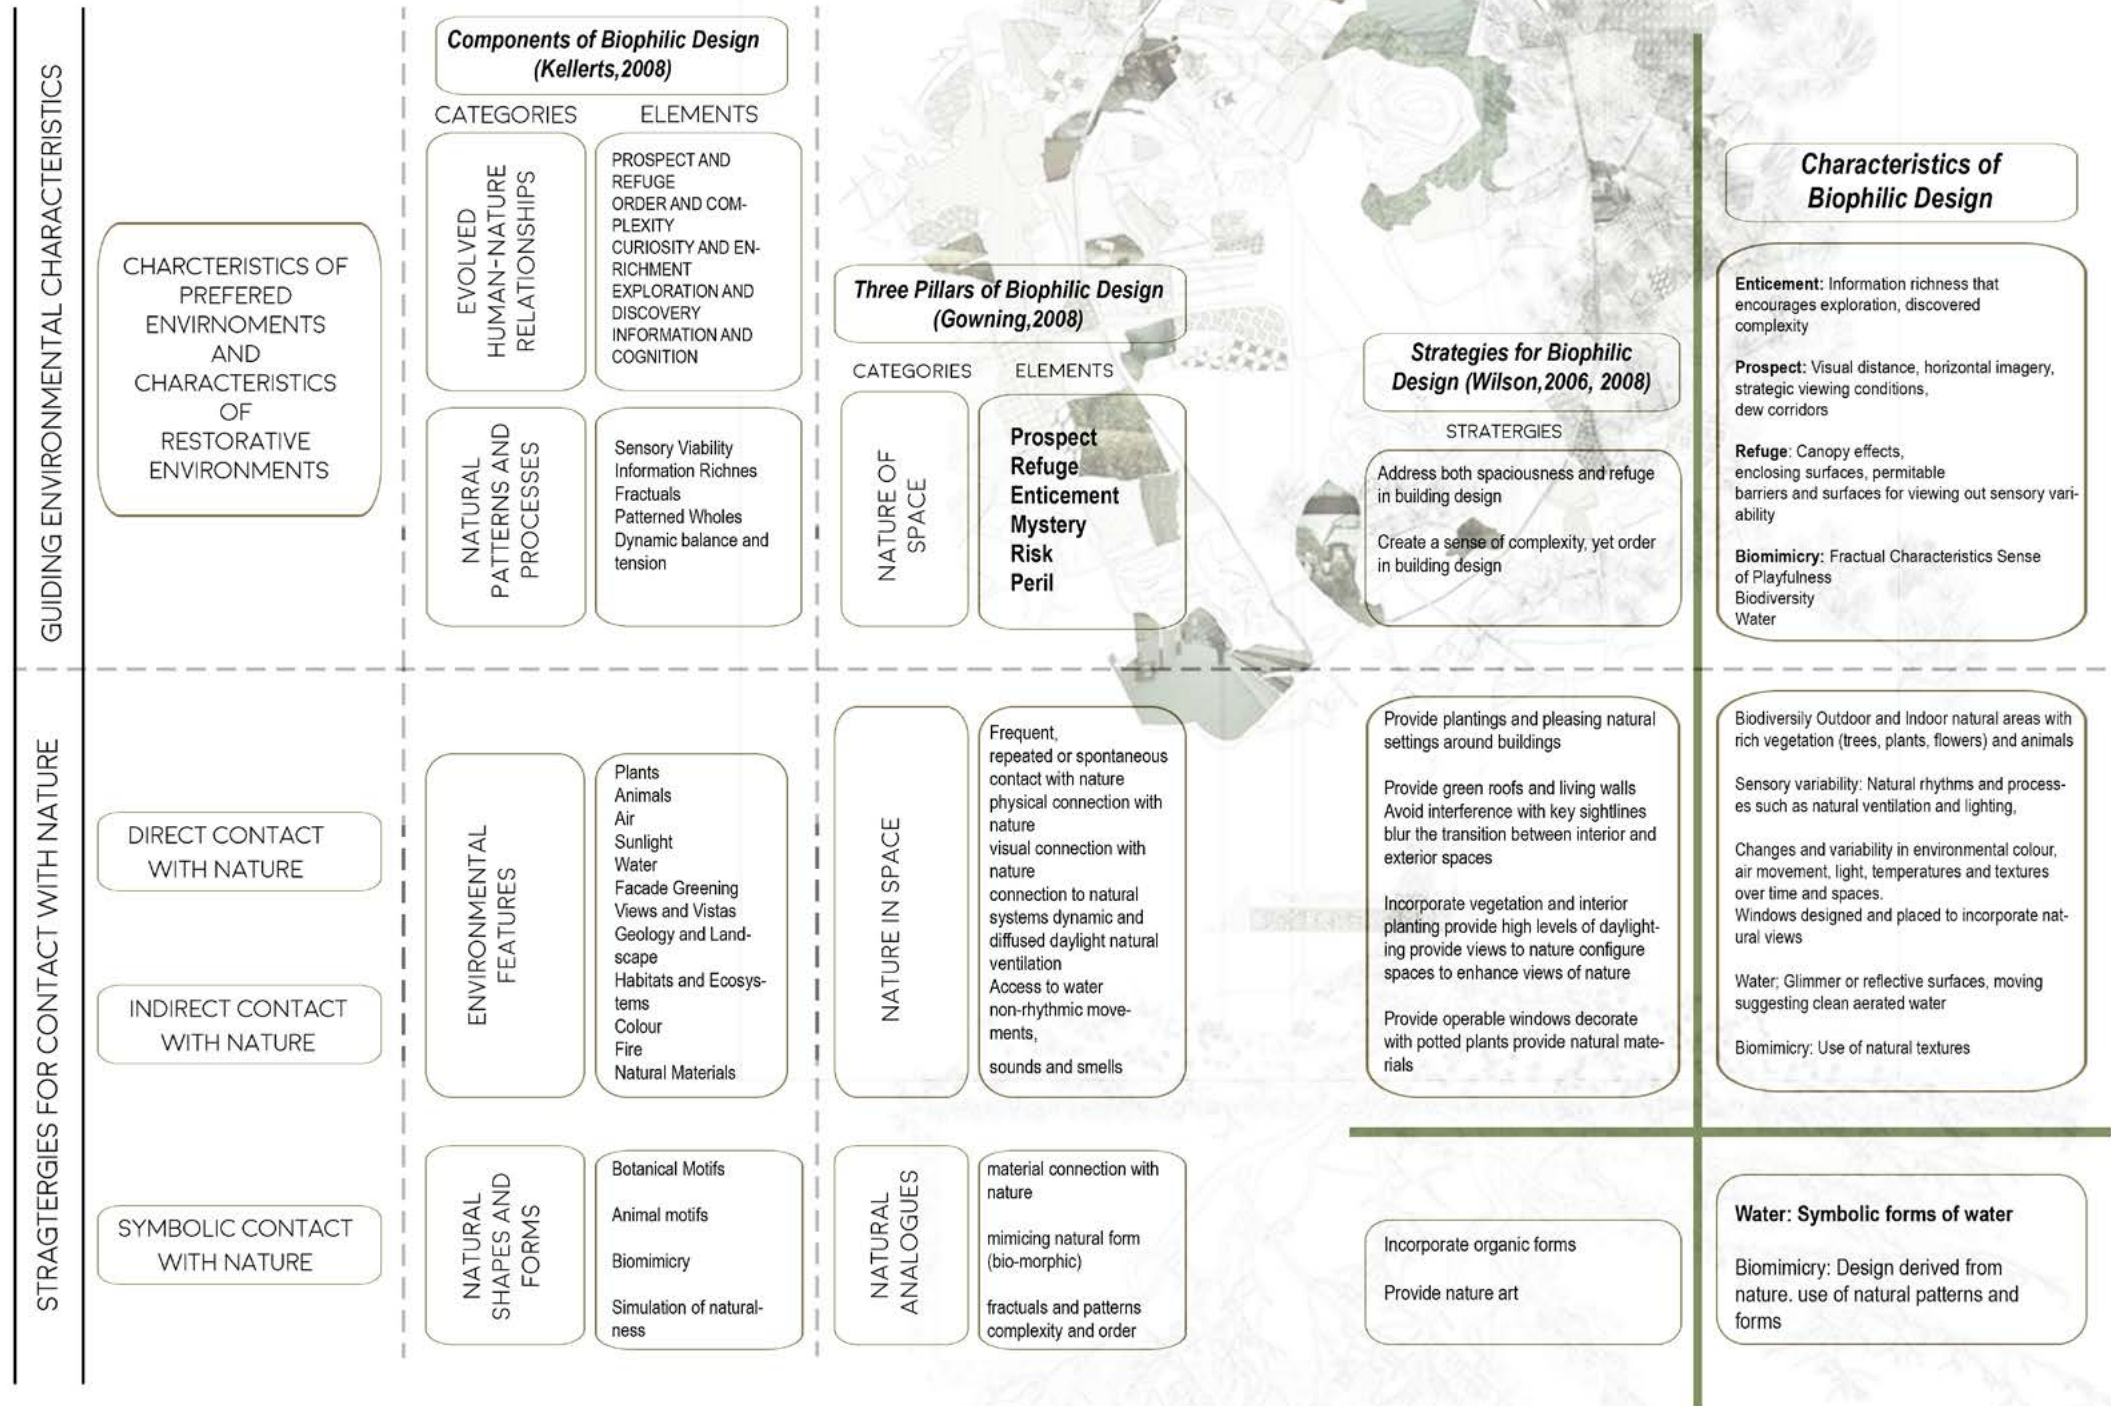 GUIDING ENVIRONMENTAL CHARACTERISTICS
CHARCTERISTICS OF
PREFERED
ENVIRNOMENTS
AND
CHARACTERISTICS
OF
RESTORATIVE
ENVIRONMENTS
Components of Biophilic Design
(Kellerts,2008)
CATEGORIES
ELEMENTS
EVOLVED
HUMAN-NATURE
RELATIONSHIPS
PROSPECT AND
REFUGE
ORDER AND COM-
PLEXITY
CURIOSITY AND EN-
RICHMENT
EXPLORATION AND
DISCOVERY
INFORMATION AND
COGNITION
NATURAL
PATTERNS AND
PROCESSES
Sensory Viability
Information Richnes
Fractuals
Patterned Wholes
Dynamic balance and
tension
Three Pillars of Biophilic Design
(Gowning,2008)
CATEGORIES
ELEMENTS
NATURE OF
SPACE
Prospect
Refuge
Enticement
Mystery
Risk
Peril
Strategies for Biophilic
Design (Wilson,2006, 2008)
STRATERGIES
Address both spaciousness and refuge
in building design
Create a sense of complexity, yet order
in building design
Characteristics of
Biophilic Design
Enticement: Information richness that
encourages exploration, discovered
complexity
Prospect: Visual distance, horizontal imagery,
strategic viewing conditions,
dew corridors
Refuge: Canopy effects,
enclosing surfaces, permitable
barriers and surfaces for viewing out sensory vari-
ability
Biomimicry: Fractual Characteristics Sense
of Playfulness
Biodiversity
Water
STRAGTERGIES FOR CONTACT WITH NATURE
DIRECT CONTACT
WITH NATURE
INDIRECT CONTACT
WITH NATURE
SYMBOLIC CONTACT
WITH NATURE
ENVIRONMENTAL
FEATURES
Plants
Animals
Air
Sunlight
Water
Facade Greening
Views and Vistas
Geology and Land-
scape
Habitats and Ecosys-
tems
Colour
Fire
Natural Materials
NATURE IN SPACE
Frequent,
repeated or spontaneous
contact with nature
physical connection with
nature
visual connection with
nature
connection to natural
systems dynamic and
diffused daylight natural
ventilation
Access to water
non-rhythmic move-
ments,
sounds and smells
Provide plantings and pleasing natural
settings around buildings
Provide green roofs and living walls
Avoid interference with key sightlines
blur the transition between interior and
exterior spaces
Incorporate vegetation and interior
planting provide high levels of daylight-
ing provide views to nature configure
spaces to enhance views of nature
Provide operable windows decorate
with potted plants provide natural mate-
rials
Biodiversily Outdoor and Indoor natural areas with
rich vegetation (trees, plants, flowers) and animals
Sensory variability: Natural rhythms and process-
es such as natural ventilation and lighting,
Changes and variability in environmental colour,
air movement, light, temperatures and textures
over time and spaces.
Windows designed and placed to incorporate nat-
ural views
Water; Glimmer or reflective surfaces, moving
suggesting clean aerated water
Biomimicry: Use of natural textures
NATURAL
SHAPES AND
FORMS
Botanical Motifs
Animal motifs
Biomimicry
Simulation of natural-
ness
NATURAL
ANALOGUES
material connection with
nature
mimicing natural form
(bio-morphic)
fractuals and patterns
complexity and order
Incorporate organic forms
Provide nature art
Water: Symbolic forms of water
Biomimicry: Design derived from
nature. use of natural patterns and
forms